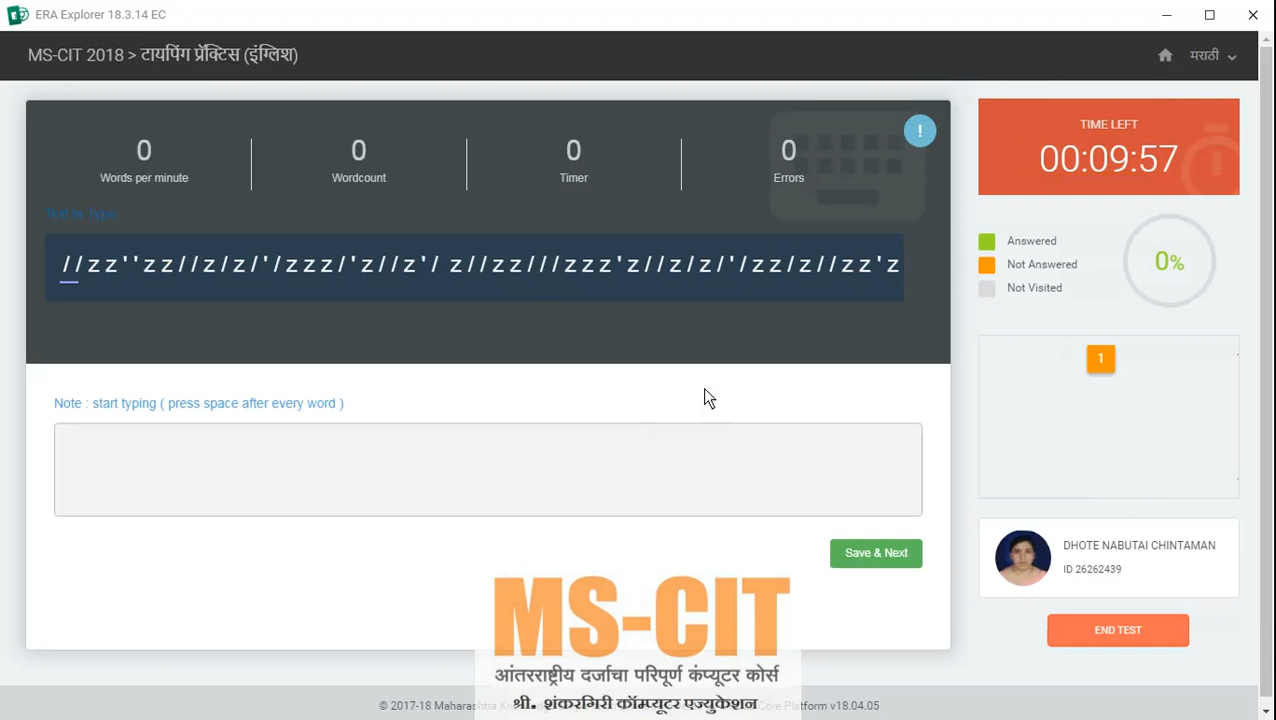 ERA Explorer 18.3.14 EC
MS-CIT 2018 > टायपिंग प्रॅक्टिस (इंग्लिश)
मराठी
0
Words per minute
0
Wordcount
0
Timer
0
Errors
!
Text to Type
//zz''zz//z/z/'/zzz/'z//z'/ z//zz///zzz'z//z/z/'/zz/z//zz'z
Note : start typing ( press space after every word )
Save & Next
TIME LEFT
00:09:57
Answered
Not Answered
Not Visited
0%
1
DHOTE NABUTAI CHINTAMAN
ID 26262439
END TEST
MS-CIT
आंतरराष्ट्रीय दर्जाचा परिपूर्ण कंप्यूटर कोर्स
श्री. शंकरगिरी कॉम्प्यूटर एज्युकेशन
© 2017-18 Maharashtra Core Platform v18.04.05